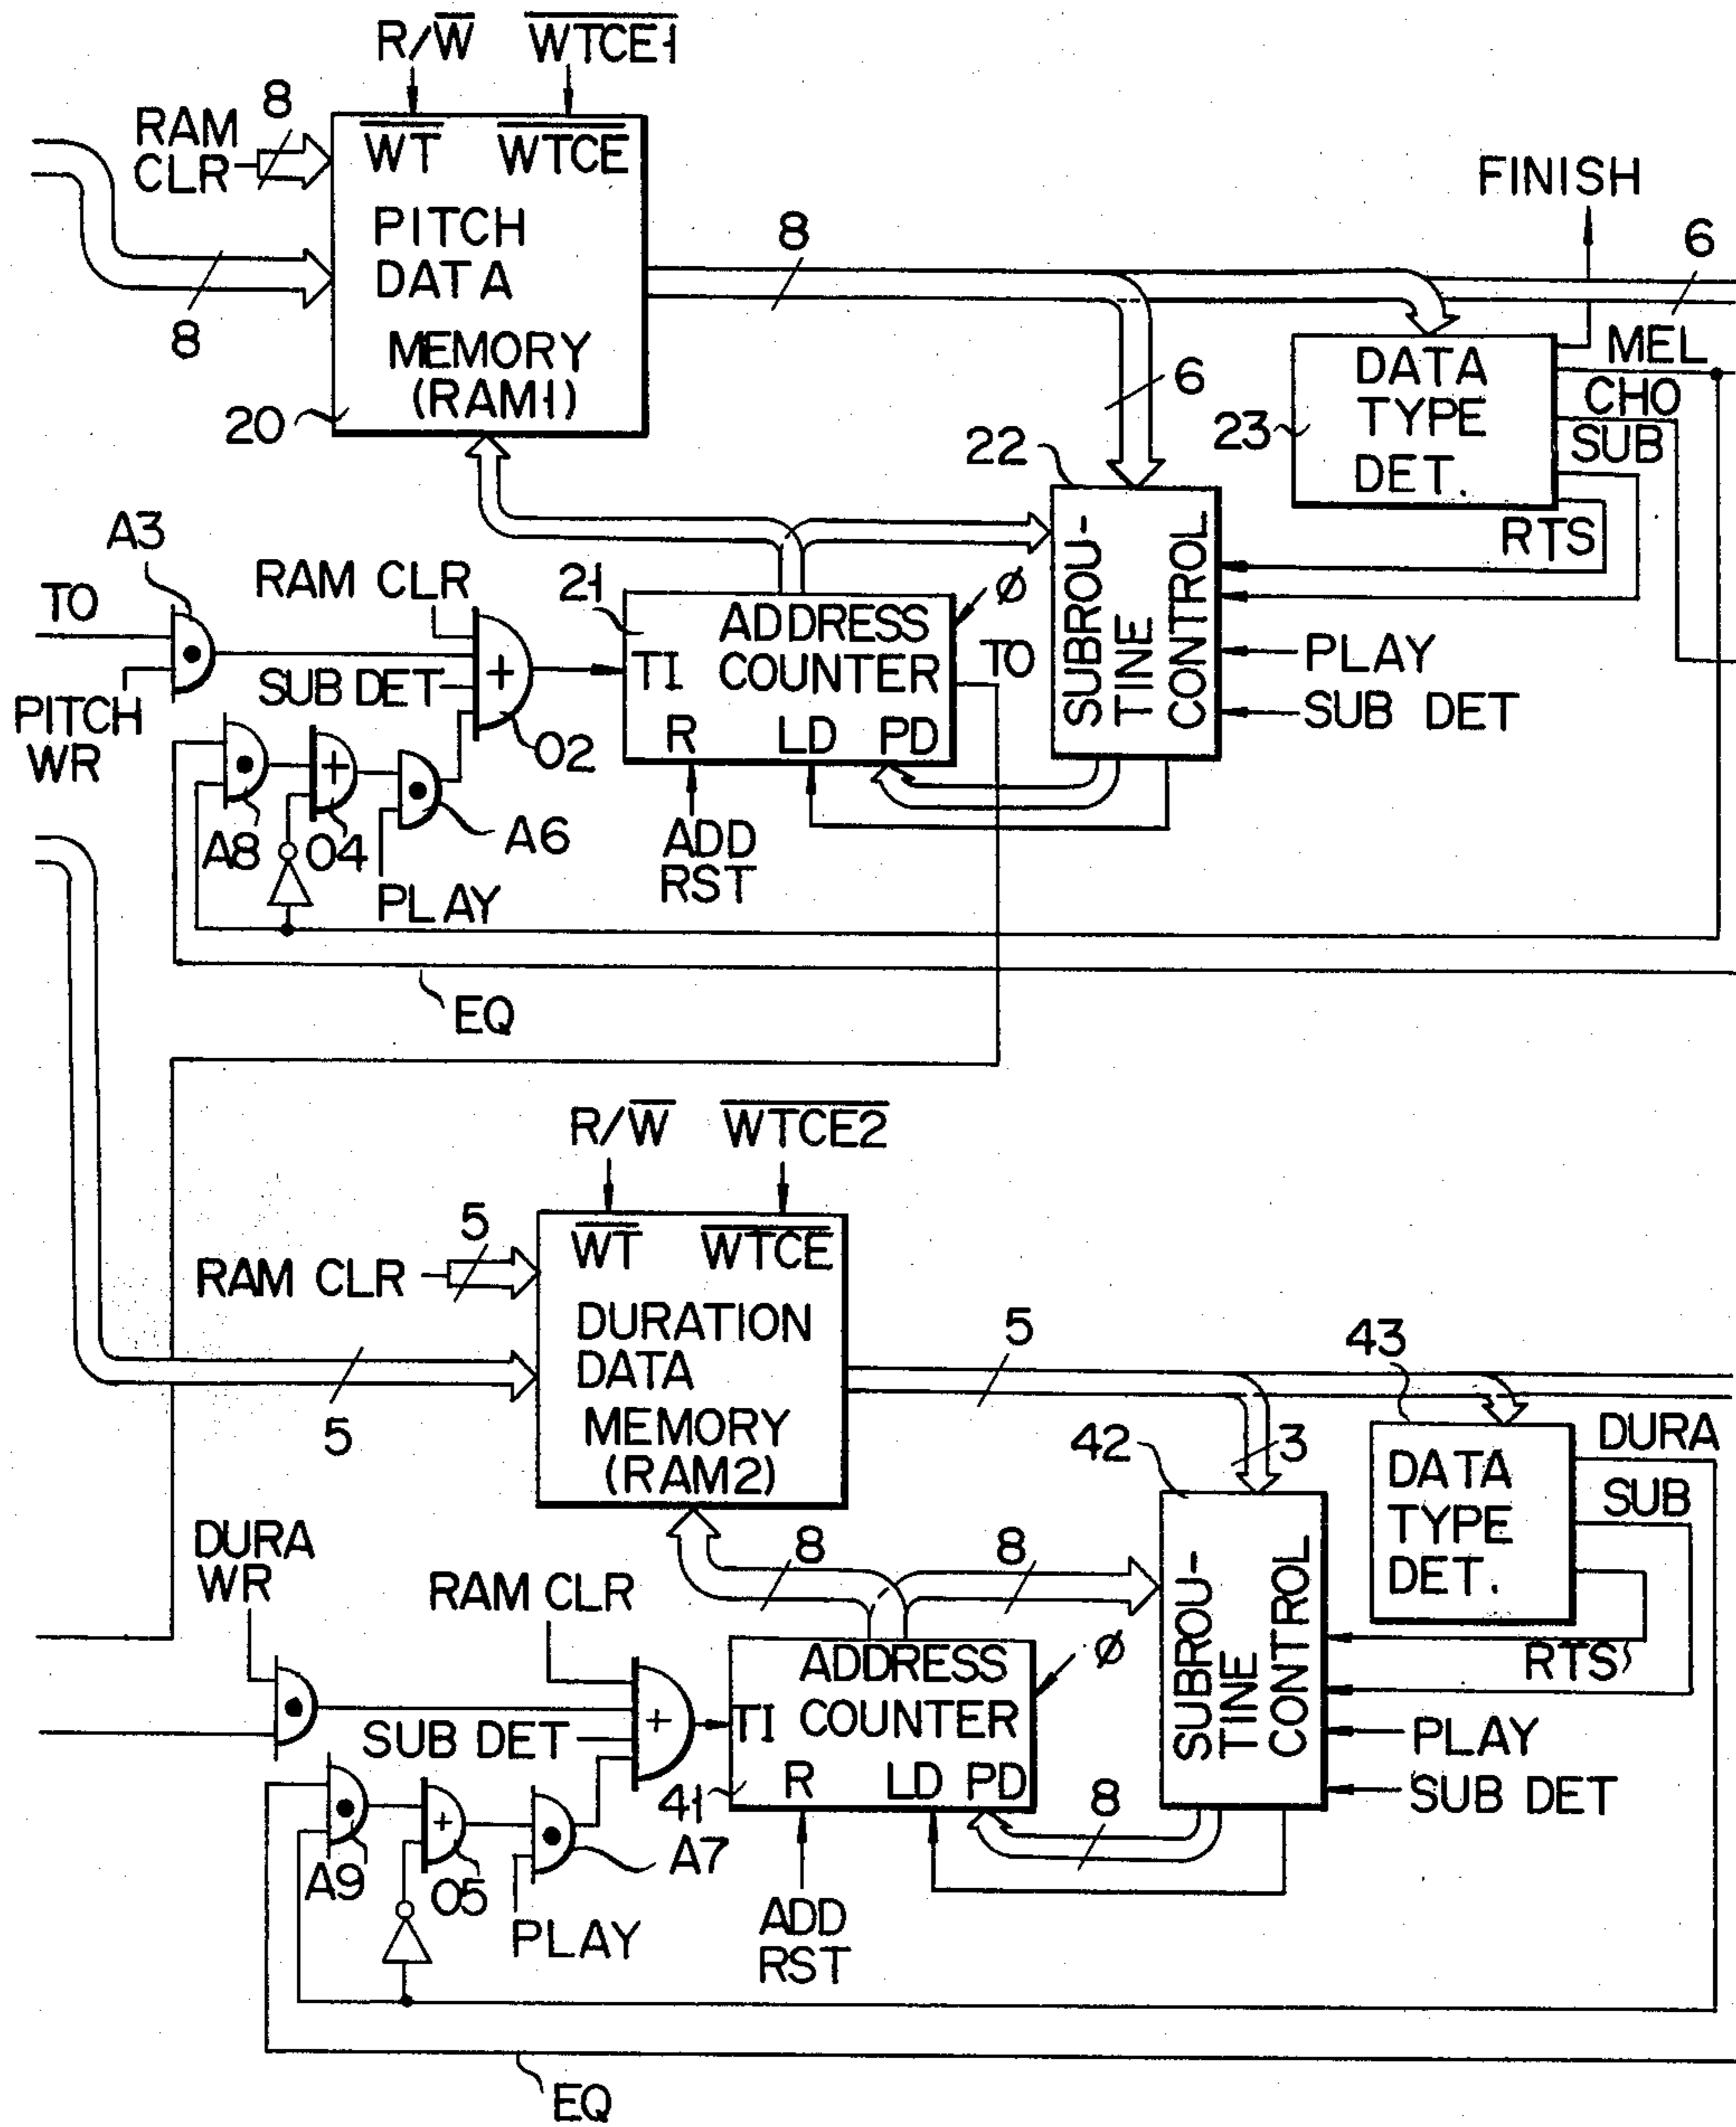 R/W WTCE1
RAM
CLR
8
WT WTCE
PITCH
DATA
MEMORY
(RAM1)
8
20
8
FINISH
6
6
DATA
TYPE
DET.
23
MEL
CHO
SUB
RTS
22
SUBROU-
TINE
CONTROL
PLAY
SUB DET
A3
TO
PITCH
WR
RAM CLR
SUB DET
02
21
ADDRESS
TI COUNTER
R LD PD
Ø
TO
A8
04
A6
PLAY
ADD
RST
EQ
R/W WTCE2
RAM CLR
5
WT WTCE
DURATION
DATA
MEMORY
(RAM2)
5
5
3
43
DATA
TYPE
DET.
DURA
SUB
RTS
42
SUBROU-
TINE
CONTROL
PLAY
SUB DET
8
8
DURA
WR
RAM CLR
SUB DET
ADDRESS
TI COUNTER
R LD PD
Ø
41
8
A9
05
A7
PLAY
ADD
RST
EQ